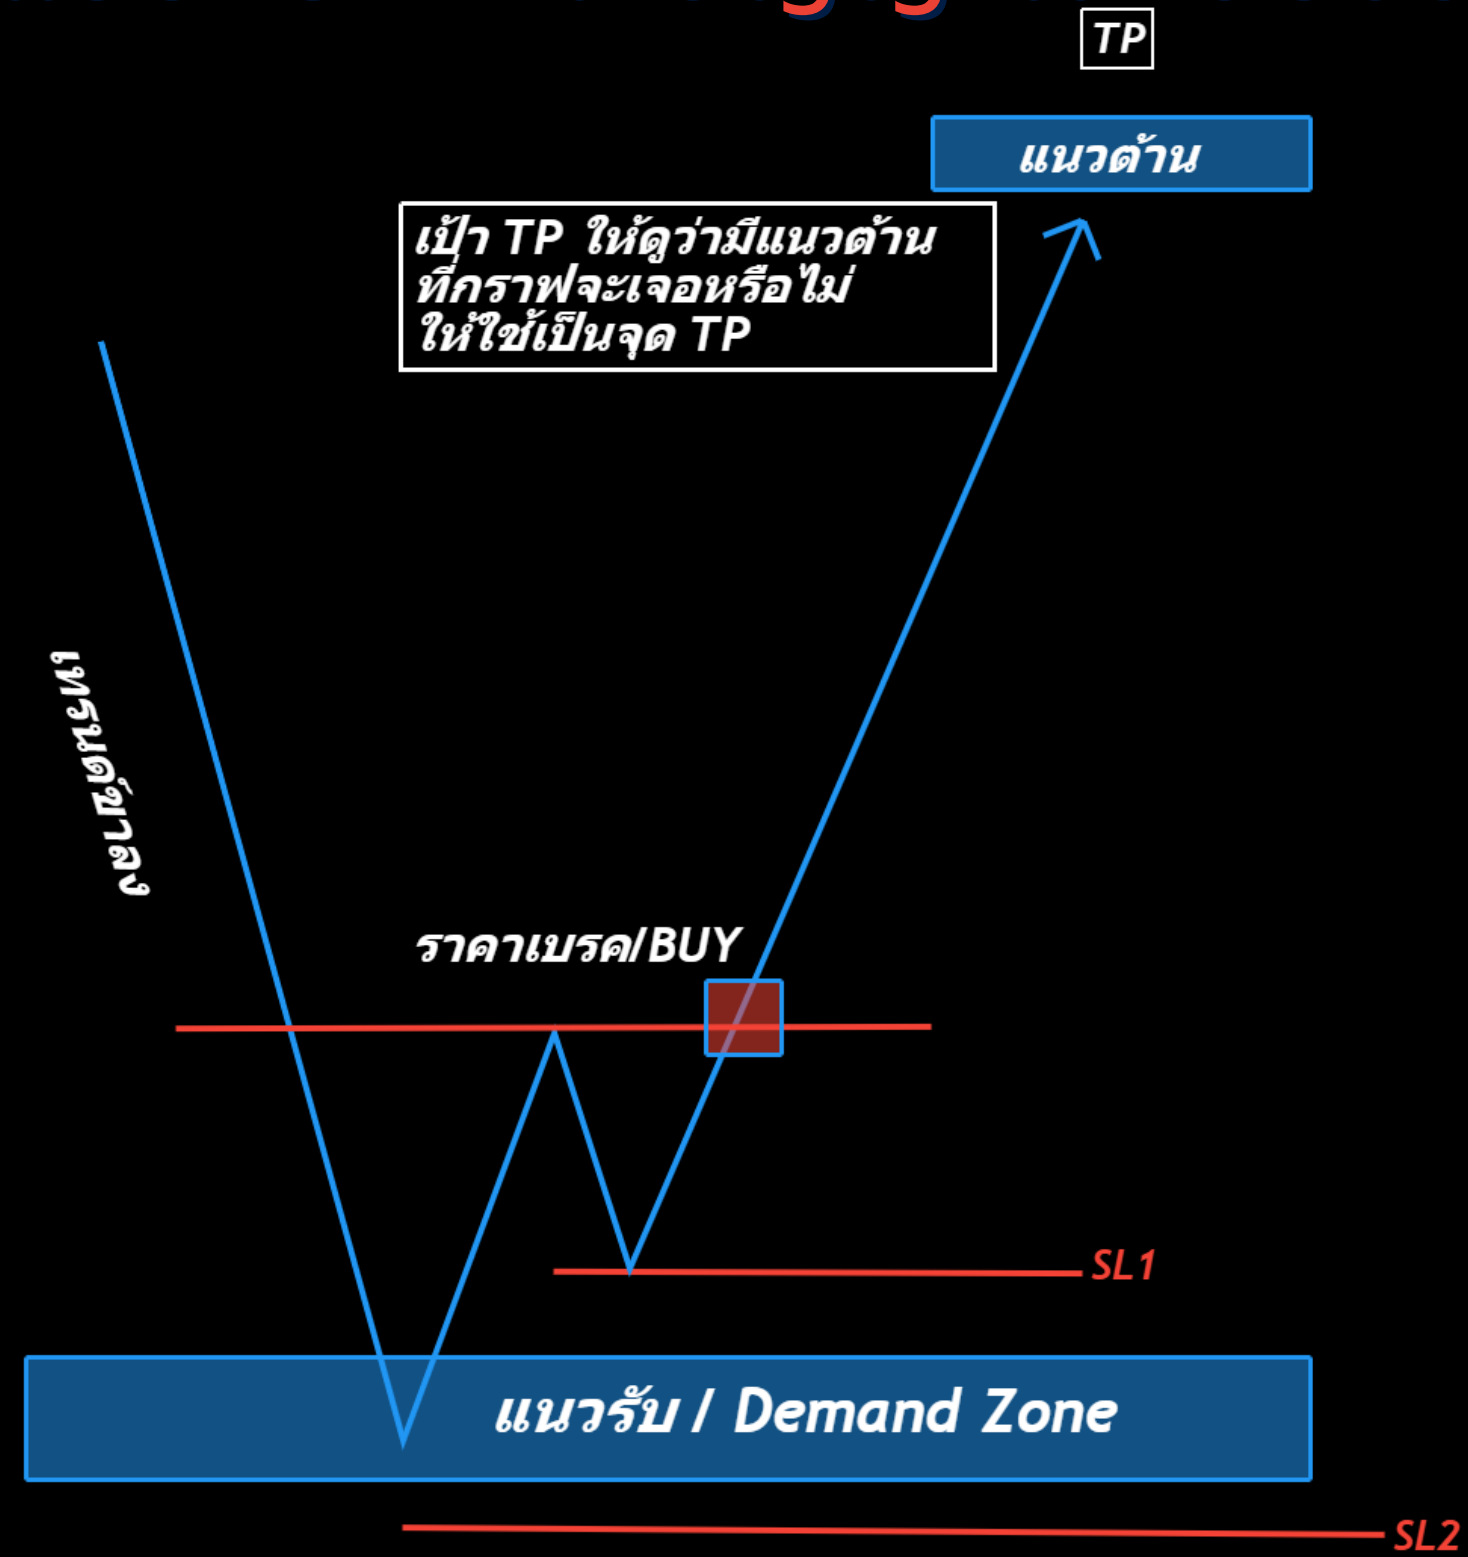 TP
แนวต้าน
เป้า TP ให้ดูว่ามีแนวต้าน
ที่กราฟจะเจอหรือไม่
ให้ใช้เป็นจุด TP
เทรนด์ขาลง
ราคาเบรค/BUY
SL1
แนวรับ / Demand Zone
SL2